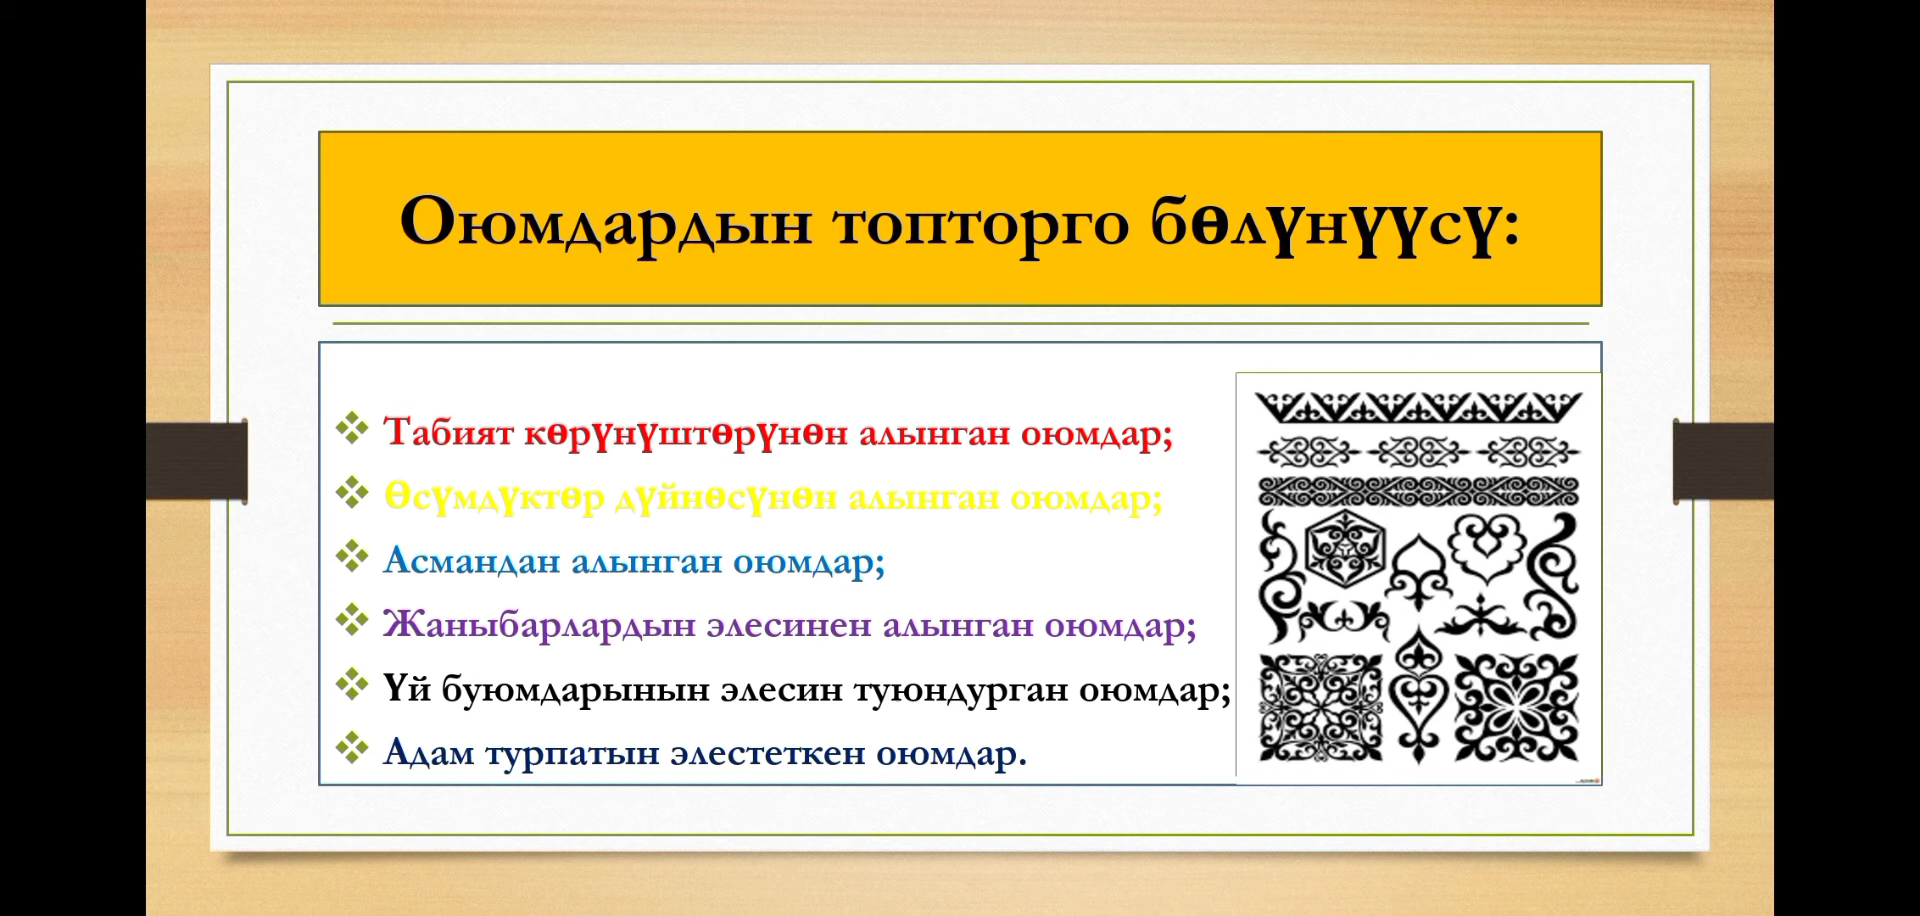 Оюмдардын топторго бөлүнүүсү:
Табият көрүнүштөрүнөн алынган оюмдар;
Өсүмдүктөр дүйнөсүнөн алынган оюмдар;
Асмандан алынган оюмдар;
Жаныбарлардын элесинен алынган оюмдар;
Үй буюмдарынын элесин туюндурган оюмдар;
Адам турпатын элестеткен оюмдар.